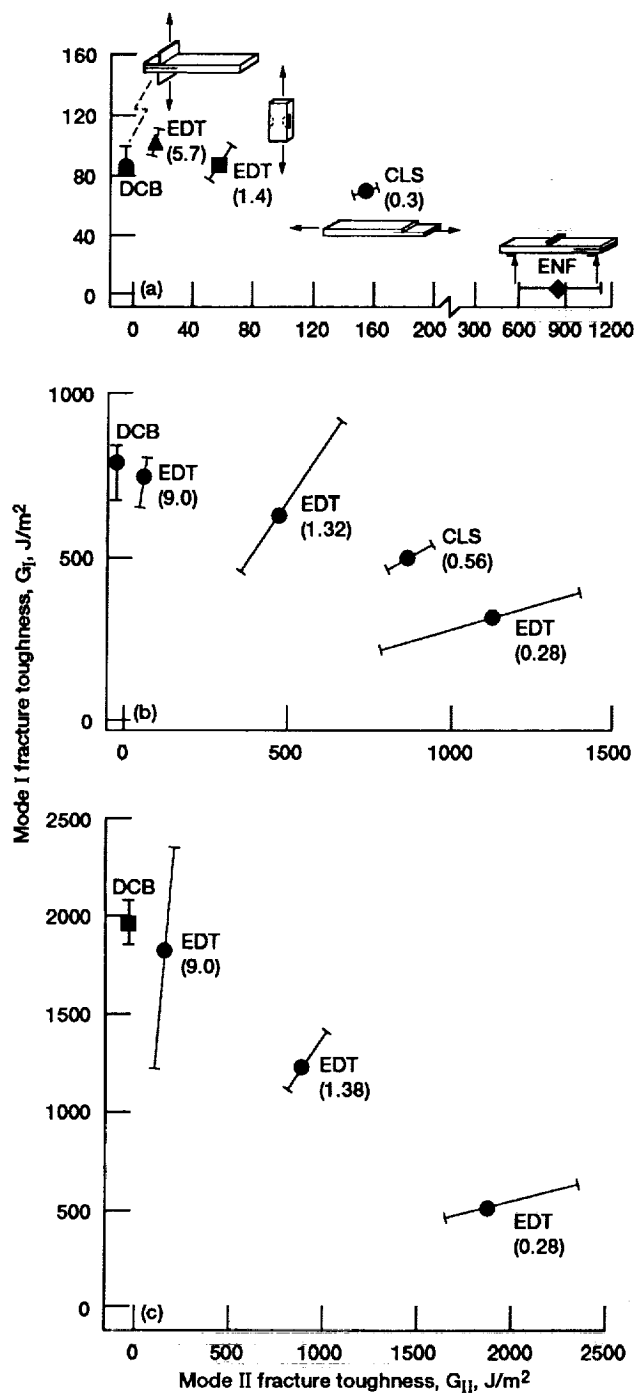 160
120
80
40
0
EDT
(5.7)
DCB
EDT
(1.4)
CLS
(0.3)
ENF
(a)
0 40 80 120 160 200 300 600 900 1200
1000
500
0
DCB
EDT
(9.0)
EDT
(1.32)
CLS
(0.56)
EDT
(0.28)
(b)
0 500 1000 1500
Mode I fracture toughness, GI, J/m2
2500
2000
1500
1000
500
0
DCB
EDT
(9.0)
EDT
(1.38)
EDT
(0.28)
(c)
0 500 1000 1500 2000 2500
Mode II fracture toughness, GII, J/m2